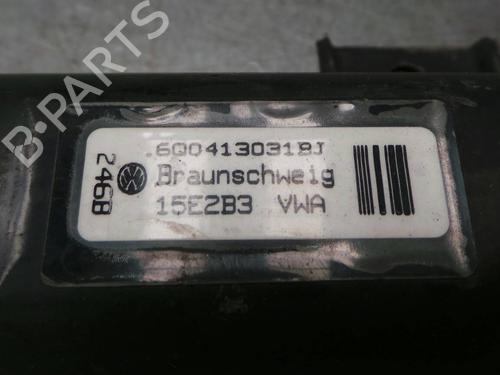 B-PARTS
.6Q0413031BJ
Braunschweig
15E2B3 VWA
246B